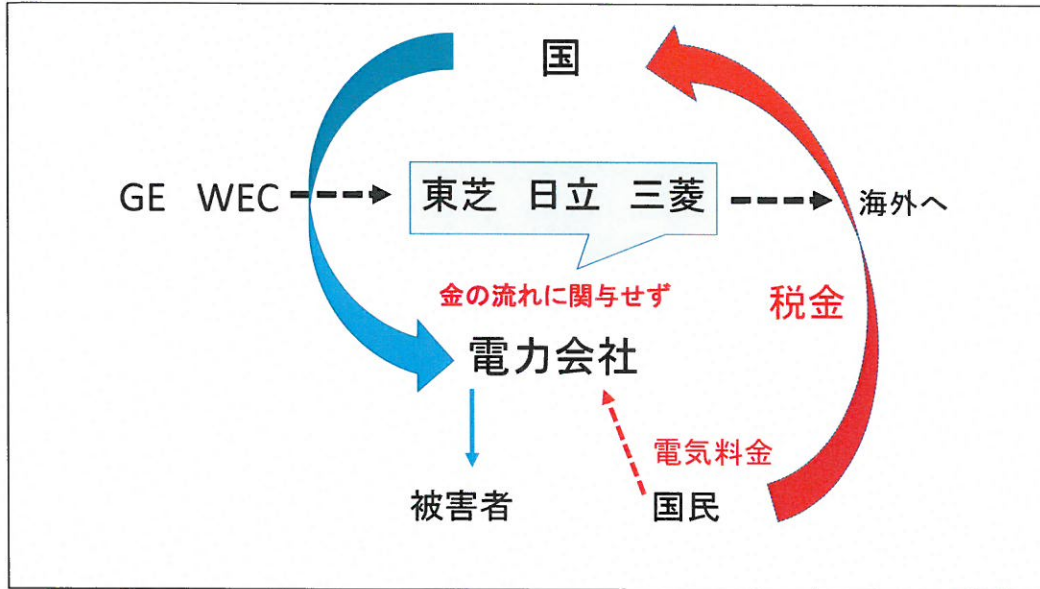 国
GE WEC 東芝 日立 三菱 海外へ
金の流れに関与せず
税金
電力会社
電気料金
被害者 国民